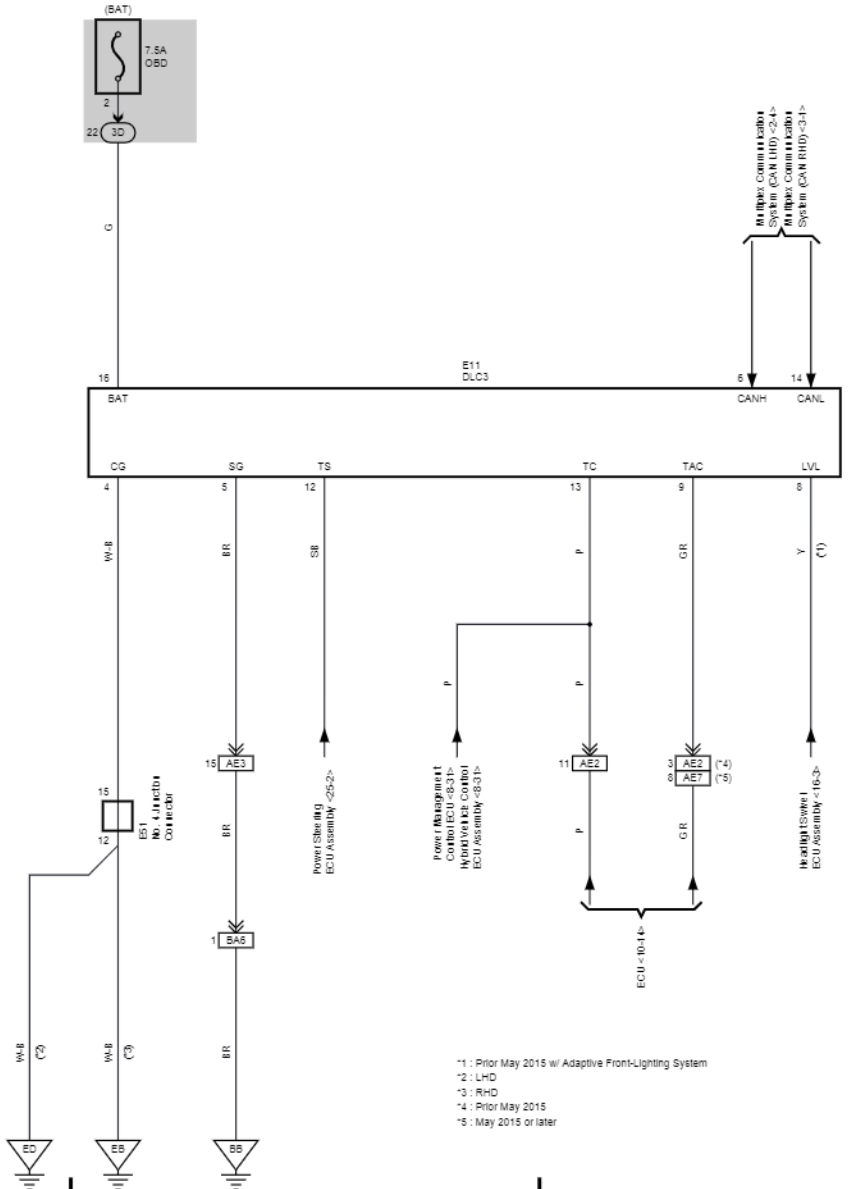 (BAT)
7.5A
OBD
2
22
3D
G
Multiplex Communication
System (CAN LHD) <2-4>
Multiplex Communication
System (CAN RHD) <3-1>
16
E11
DLC3
6
14
BAT
CANH
CANL
CG
SG
TS
TC
TAC
LVL
4
5
12
13
9
8
W-B
BR
SB
P
GR
Y
(*1)
P
P
15
E51
No. 4 Junction
Connector
12
15
AE3
Power Steering
ECU Assembly <25-2>
Power Management
Control ECU <8-31>
Hybrid Vehicle Control
ECU Assembly <8-31>
11
AE2
3
AE2
(*4)
8
AE7
(*5)
Headlight Swivel
ECU Assembly <16-3>
BR
P
GR
1
BA6
ECU <10-14>
W-B
(*2)
W-B
(*3)
BR
*1 : Prior May 2015 w/ Adaptive Front-Lighting System
*2 : LHD
*3 : RHD
*4 : Prior May 2015
*5 : May 2015 or later
ED
EB
BB